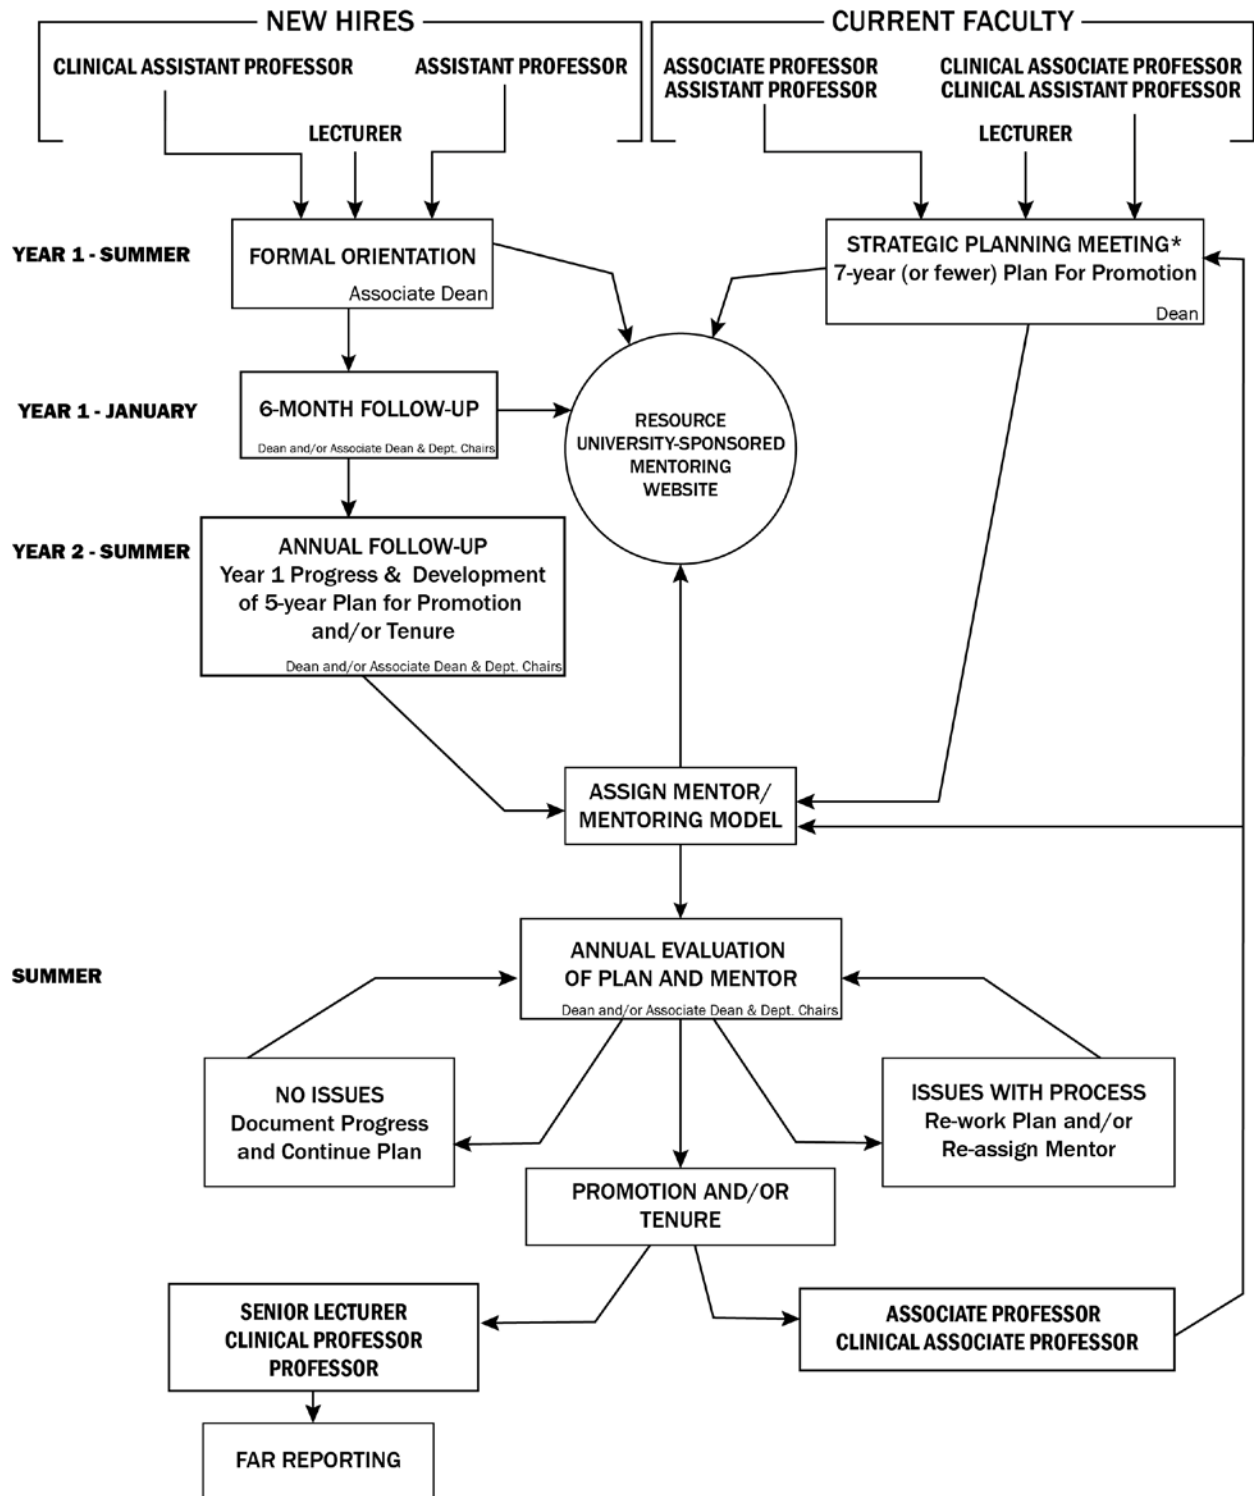 NEW HIRES
CLINICAL ASSISTANT PROFESSOR
ASSISTANT PROFESSOR
LECTURER
CURRENT FACULTY
ASSOCIATE PROFESSOR
ASSISTANT PROFESSOR
CLINICAL ASSOCIATE PROFESSOR
CLINICAL ASSISTANT PROFESSOR
LECTURER
YEAR 1 - SUMMER
FORMAL ORIENTATION
Associate Dean
STRATEGIC PLANNING MEETING*
7-year (or fewer) Plan For Promotion
Dean
YEAR 1 - JANUARY
6-MONTH FOLLOW-UP
Dean and/or Associate Dean & Dept. Chairs
RESOURCE
UNIVERSITY-SPONSORED
MENTORING
WEBSITE
YEAR 2 - SUMMER
ANNUAL FOLLOW-UP
Year 1 Progress & Development
of 5-year Plan for Promotion
and/or Tenure
Dean and/or Associate Dean & Dept. Chairs
ASSIGN MENTOR/
MENTORING MODEL
SUMMER
ANNUAL EVALUATION
OF PLAN AND MENTOR
Dean and/or Associate Dean & Dept. Chairs
NO ISSUES
Document Progress
and Continue Plan
ISSUES WITH PROCESS
Re-work Plan and/or
Re-assign Mentor
PROMOTION AND/OR
TENURE
SENIOR LECTURER
CLINICAL PROFESSOR
PROFESSOR
ASSOCIATE PROFESSOR
CLINICAL ASSOCIATE PROFESSOR
FAR REPORTING